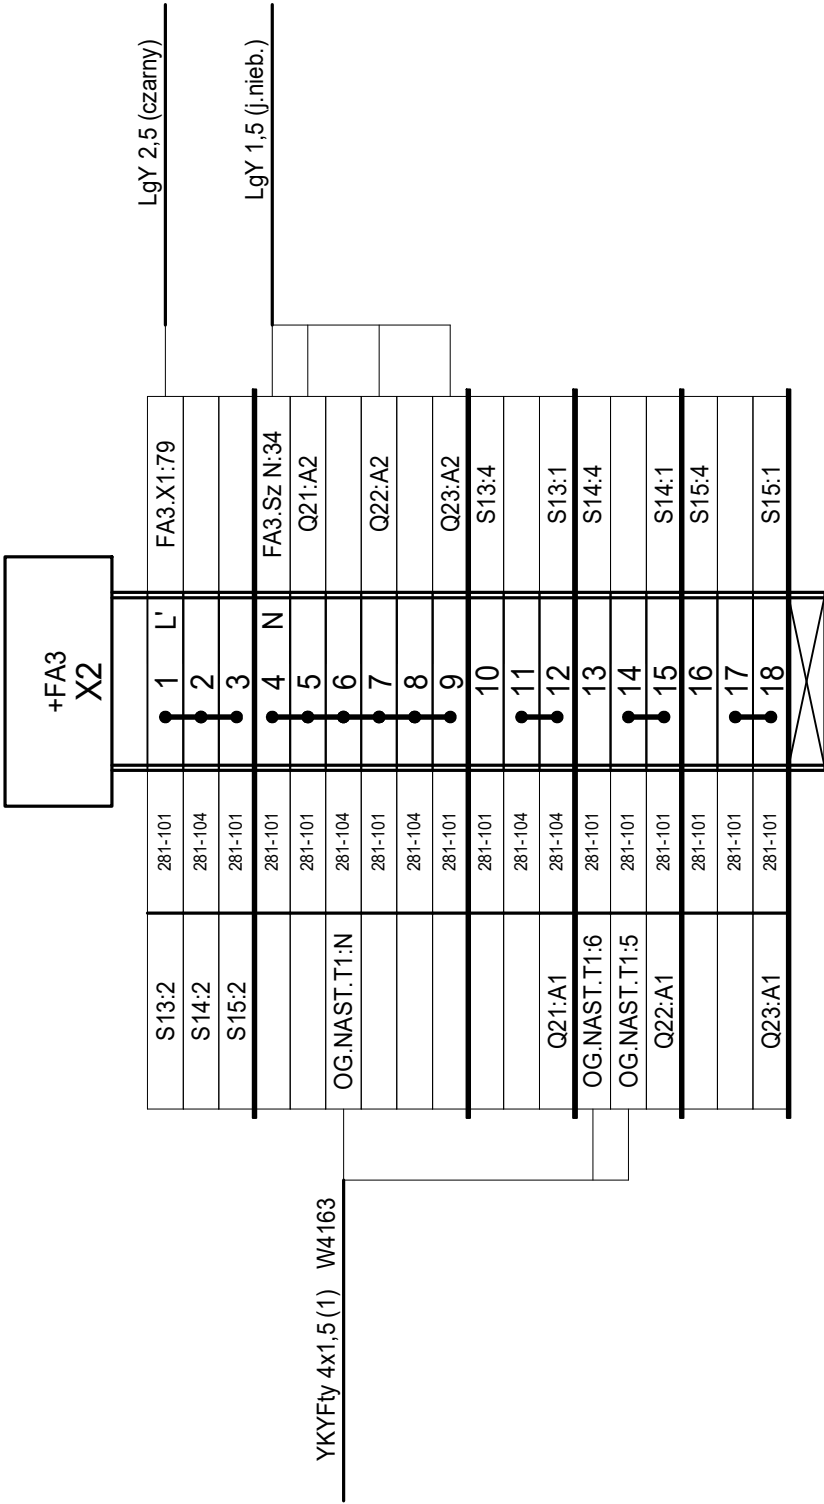 +FA3
X2
LgY 2,5 (czarny)
LgY 1,5 (j.nieb.)
YKYFty 4x1,5 (1) W4163
S13:2 281-101 1 L' FA3.X1:79
S14:2 281-104 2
S15:2 281-101 3
281-101 4 N FA3.Sz N:34
281-101 5 Q21:A2
OG.NAST.T1:N 281-104 6
281-101 7 Q22:A2
281-104 8
281-101 9 Q23:A2
281-101 10 S13:4
281-104 11
Q21:A1 281-104 12 S13:1
OG.NAST.T1:6 281-101 13 S14:4
OG.NAST.T1:5 281-101 14
Q22:A1 281-101 15 S14:1
281-101 16 S15:4
281-101 17
Q23:A1 281-101 18 S15:1